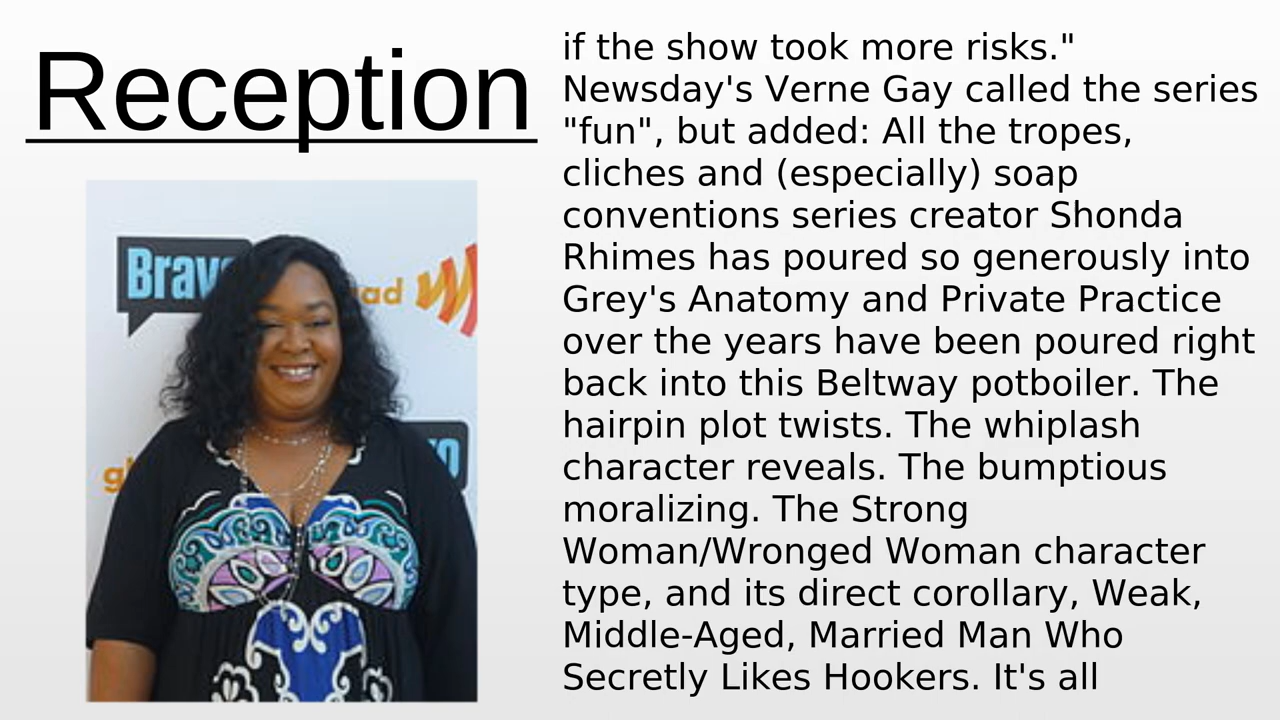 Reception
if the show took more risks."
Newsday's Verne Gay called the series
"fun", but added: All the tropes,
cliches and (especially) soap
conventions series creator Shonda
Rhimes has poured so generously into
Grey's Anatomy and Private Practice
over the years have been poured right
back into this Beltway potboiler. The
hairpin plot twists. The whiplash
character reveals. The bumptious
moralizing. The Strong
Woman/Wronged Woman character
type, and its direct corollary, Weak,
Middle-Aged, Married Man Who
Secretly Likes Hookers. It's all
Brav
aad
gl
o